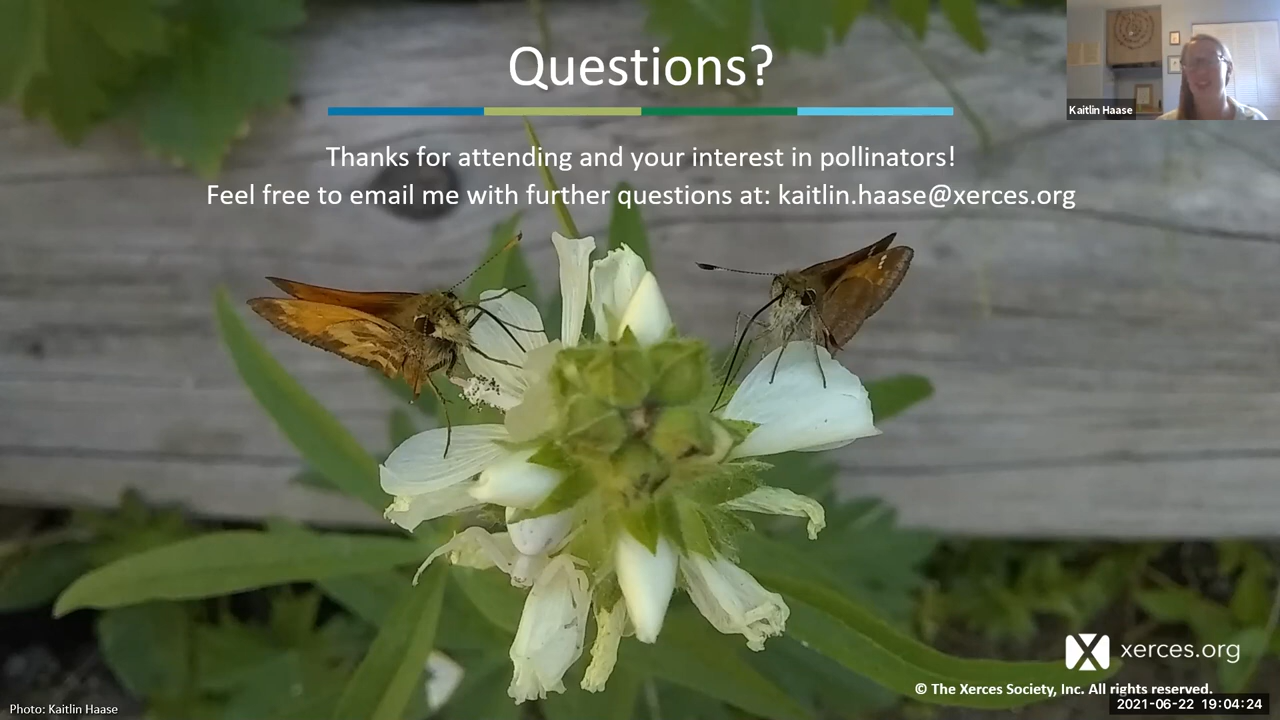 Questions?
Thanks for attending and your interest in pollinators!
Feel free to email me with further questions at: kaitlin.haase@xerces.org
Kaitlin Haase
xerces.org
© The Xerces Society, Inc. All rights reserved.
2021-06-22 19:04:24
Photo: Kaitlin Haase